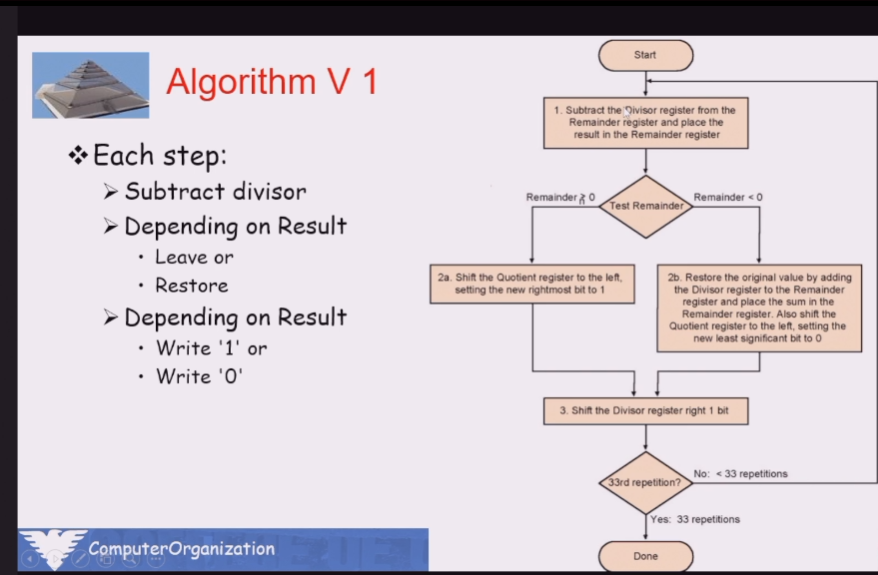 Algorithm V 1
❖ Each step:
➢ Subtract divisor
➢ Depending on Result
• Leave or
• Restore
➢ Depending on Result
• Write '1' or
• Write '0'
ComputerOrganization
Start
1. Subtract the Divisor register from the
Remainder register and place the
result in the Remainder register
Remainder ≥ 0
Test Remainder
Remainder < 0
2a. Shift the Quotient register to the left,
setting the new rightmost bit to 1
2b. Restore the original value by adding
the Divisor register to the Remainder
register and place the sum in the
Remainder register. Also shift the
Quotient register to the left, setting the
new least significant bit to 0
3. Shift the Divisor register right 1 bit
33rd repetition?
No: < 33 repetitions
Yes: 33 repetitions
Done